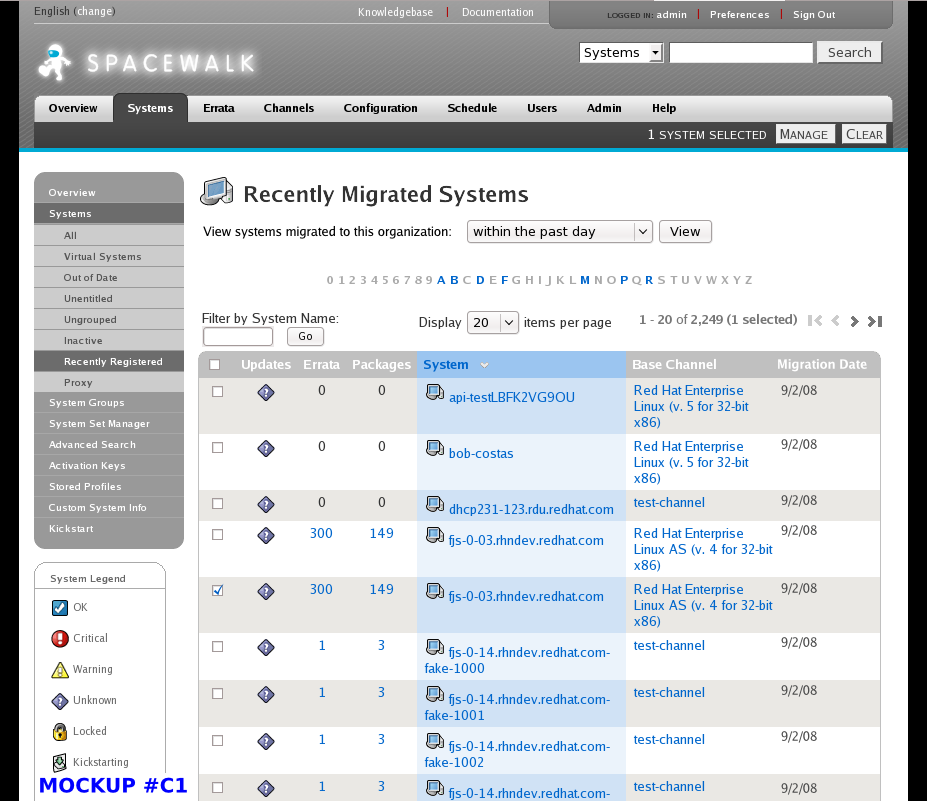 English (change)
Knowledgebase | Documentation
LOGGED IN: admin | Preferences | Sign Out
SPACEWALK
Systems
Search
Overview Systems Errata Channels Configuration Schedule Users Admin Help
1 SYSTEM SELECTED MANAGE CLEAR
Overview
Systems
All
Virtual Systems
Out of Date
Unentitled
Ungrouped
Inactive
Recently Registered
Proxy
System Groups
System Set Manager
Advanced Search
Activation Keys
Stored Profiles
Custom System Info
Kickstart
System Legend
OK
Critical
Warning
Unknown
Locked
Kickstarting
MOCKUP #C1
Recently Migrated Systems
View systems migrated to this organization: within the past day View
0 1 2 3 4 5 6 7 8 9 A B C D E F G H I J K L M N O P Q R S T U V W X Y Z
Filter by System Name:
Go
Display 20 items per page
1 - 20 of 2,249 (1 selected)
Updates Errata Packages System Base Channel Migration Date
0 0 api-testLBFK2VG9OU Red Hat Enterprise 9/2/08
Linux (v. 5 for 32-bit
x86)
0 0 bob-costas Red Hat Enterprise 9/2/08
Linux (v. 5 for 32-bit
x86)
0 0 dhcp231-123.rdu.redhat.com test-channel 9/2/08
300 149 fjs-0-03.rhndev.redhat.com Red Hat Enterprise 9/2/08
Linux AS (v. 4 for 32-bit
x86)
300 149 fjs-0-03.rhndev.redhat.com Red Hat Enterprise 9/2/08
Linux AS (v. 4 for 32-bit
x86)
1 3 fjs-0-14.rhndev.redhat.com- test-channel 9/2/08
fake-1000
1 3 fjs-0-14.rhndev.redhat.com- test-channel 9/2/08
fake-1001
1 3 fjs-0-14.rhndev.redhat.com- test-channel 9/2/08
fake-1002
1 3 fjs-0-14.rhndev.redhat.com- test-channel 9/2/08